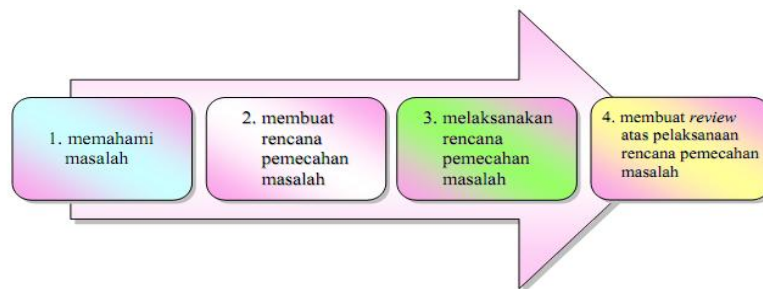 1. memahami
masalah
2. membuat
rencana
pemecahan
masalah
3. melaksanakan
rencana
pemecahan
masalah
4. membuat review
atas pelaksanaan
rencana pemecahan
masalah